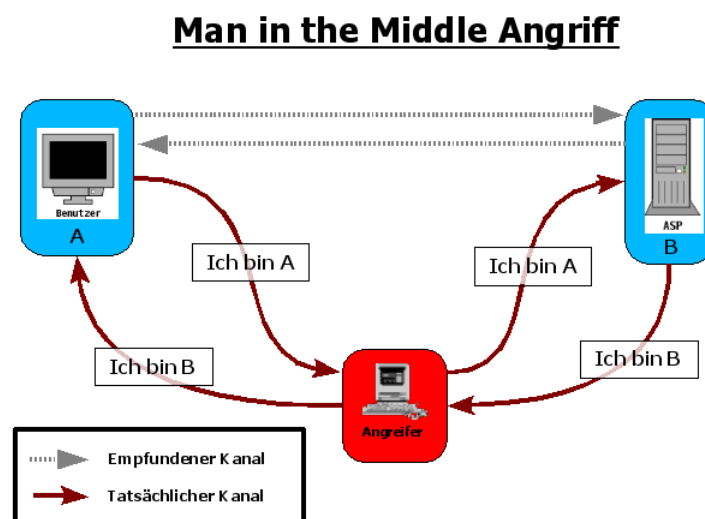 Man in the Middle Angriff
Benutzer
A
ASP
B
Ich bin A
Ich bin A
Ich bin B
Ich bin B
Angreifer
Empfundener Kanal
Tatsächlicher Kanal